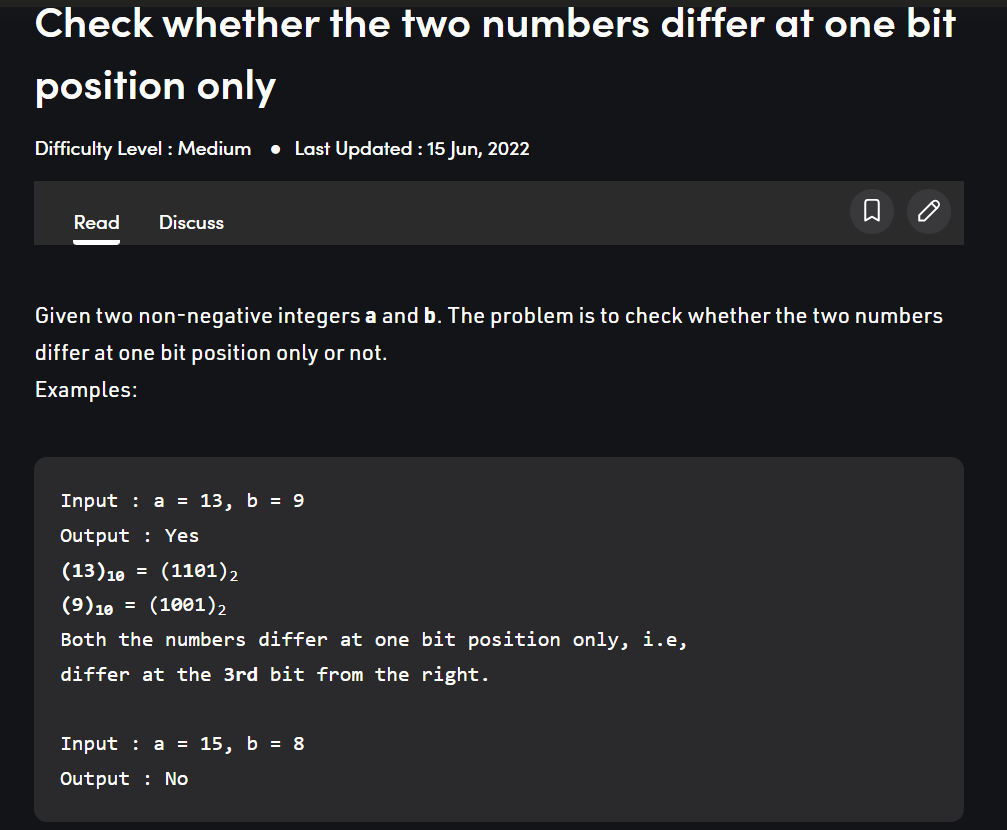 Check whether the two numbers differ at one bit
position only
Difficulty Level : Medium ● Last Updated : 15 Jun, 2022
Read Discuss
Given two non-negative integers a and b. The problem is to check whether the two numbers
differ at one bit position only or not.
Examples:
Input : a = 13, b = 9
Output : Yes
(13)₁₀ = (1101)₂
(9)₁₀ = (1001)₂
Both the numbers differ at one bit position only, i.e,
differ at the 3rd bit from the right.
Input : a = 15, b = 8
Output : No